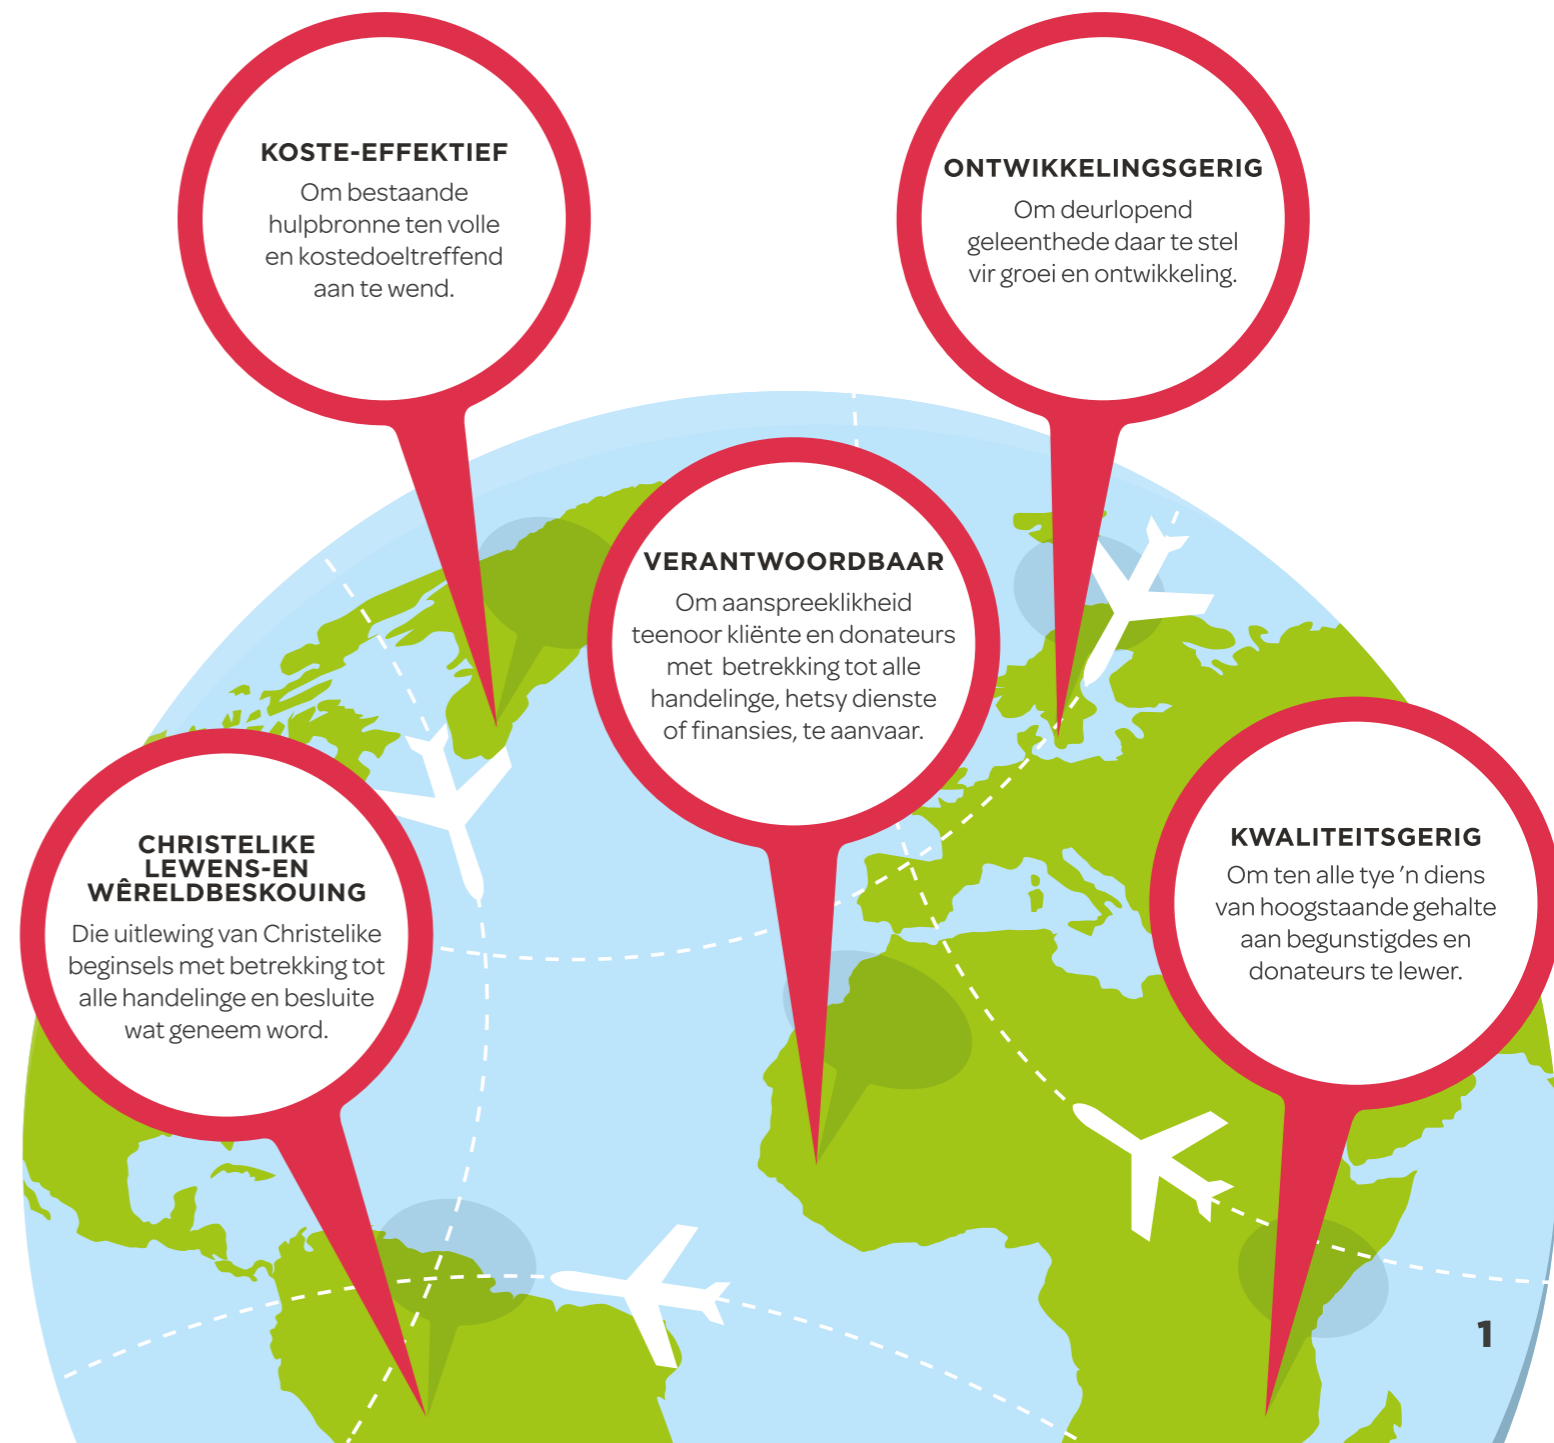 KOSTE-EFFEKTIEF
Om bestaande
hulpbronne ten volle
en kostedoeltreffend
aan te wend.
ONTWIKKELINGSGERIG
Om deurlopend
geleenthede daar te stel
vir groei en ontwikkeling.
VERANTWOORDBAAR
Om aanspreeklikheid
teenoor kliënte en donateurs
met betrekking tot alle
handelinge, hetsy dienste
of finansies, te aanvaar.
CHRISTELIKE
LEWENS-EN
WÊRELDBESKOUING
Die uitlewing van Christelike
beginsels met betrekking tot
alle handelinge en besluite
wat geneem word.
KWALITEITSGERIG
Om ten alle tye 'n diens
van hoogstaande gehalte
aan begunstigdes en
donateurs te lewer.
1